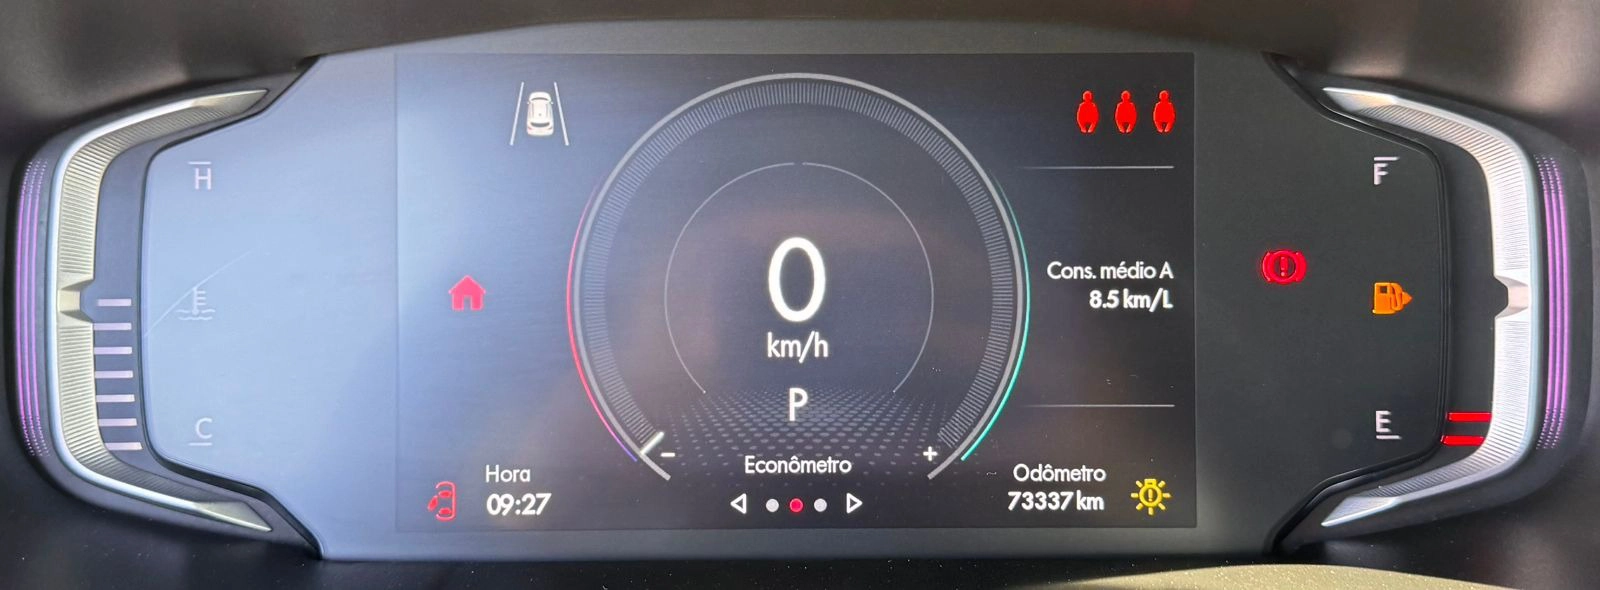 H
F
0
km/h
Cons. médio A
8.5 km/L
P
C
E
- +
Econômetro
Hora
09:27
Odômetro
73337 km